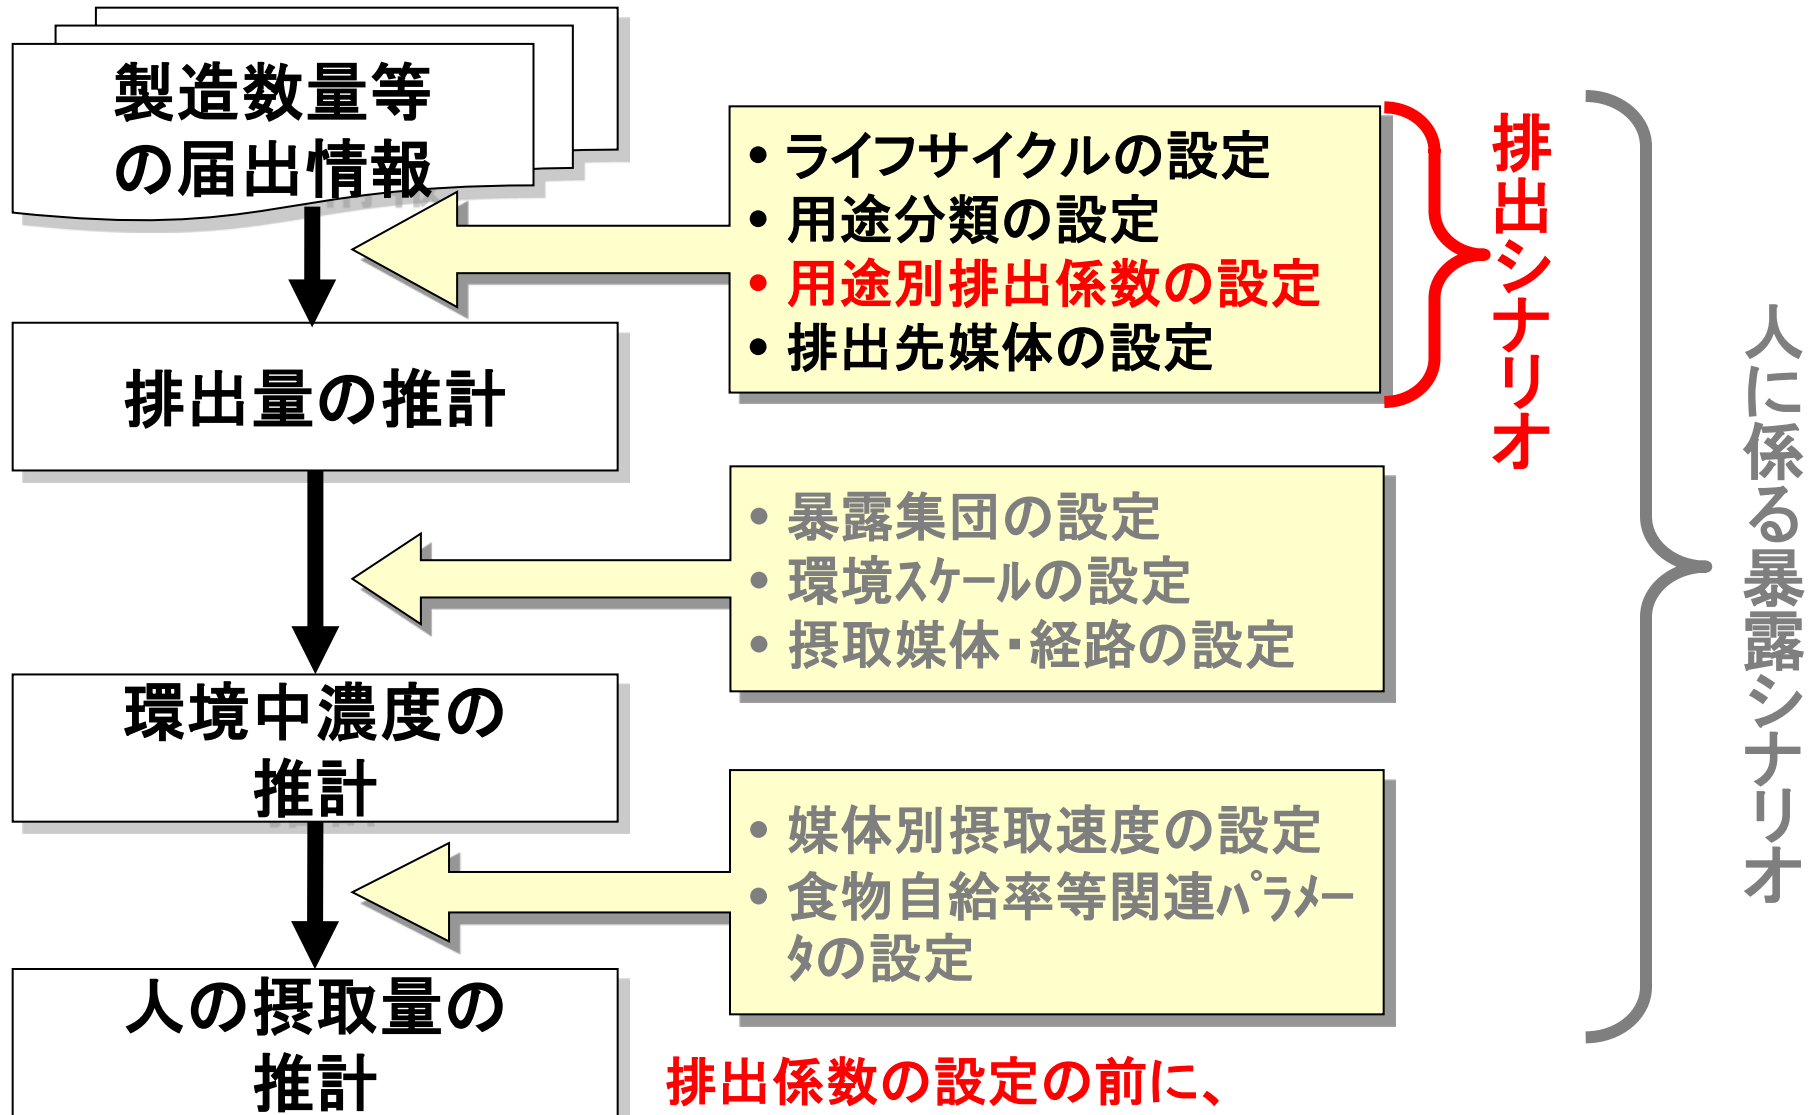 製造数量等
の届出情報
• ライフサイクルの設定
• 用途分類の設定
• 用途別排出係数の設定
• 排出先媒体の設定
排出シナリオ
排出量の推計
• 暴露集団の設定
• 環境ｽｹｰﾙの設定
• 摂取媒体・経路の設定
人に係る暴露シナリオ
環境中濃度の
推計
• 媒体別摂取速度の設定
• 食物自給率等関連ﾊﾟﾗﾒｰ
ﾀの設定
人の摂取量の
推計
排出係数の設定の前に、